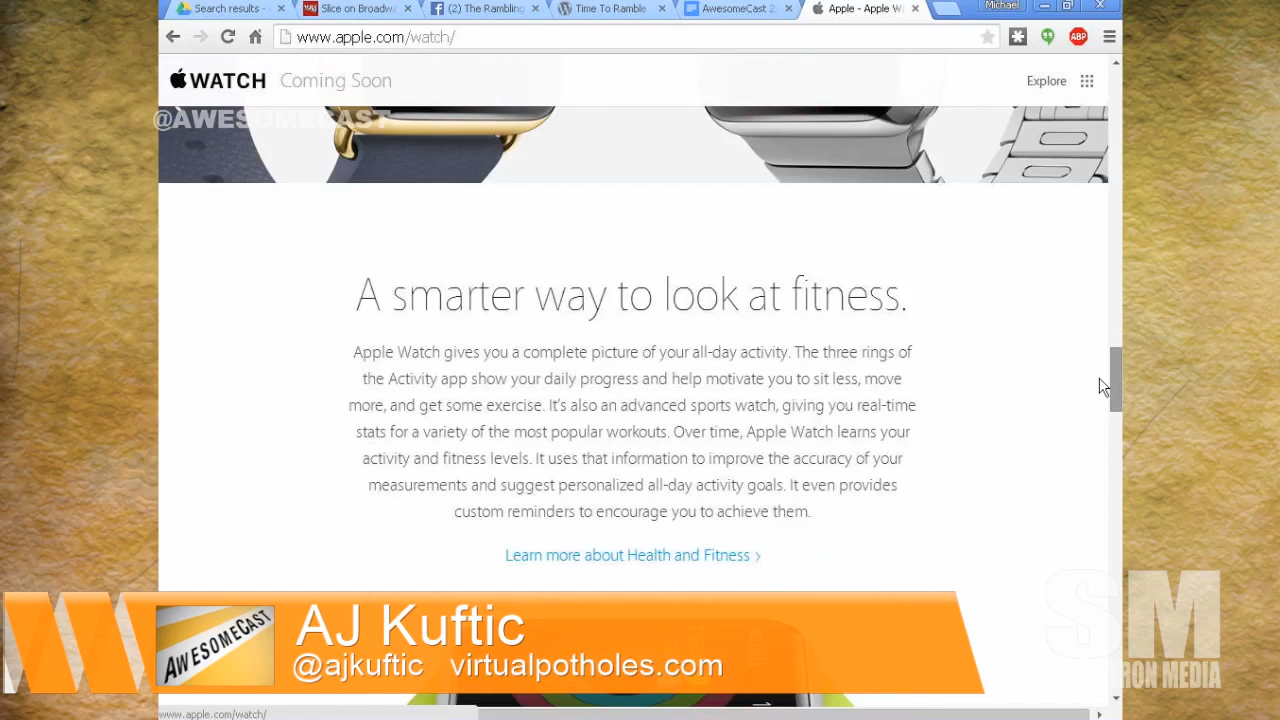 Search results -
Slice on Broadwa
(2) The Rambling
Time To Ramble
AwesomeCast 2
Apple - Apple Wa
Michael
www.apple.com/watch/
ABP
WATCH Coming Soon
Explore
@AWESOMECAST
A smarter way to look at fitness.
Apple Watch gives you a complete picture of your all-day activity. The three rings of
the Activity app show your daily progress and help motivate you to sit less, move
more, and get some exercise. It's also an advanced sports watch, giving you real-time
stats for a variety of the most popular workouts. Over time, Apple Watch learns your
activity and fitness levels. It uses that information to improve the accuracy of your
measurements and suggest personalized all-day activity goals. It even provides
custom reminders to encourage you to achieve them.
Learn more about Health and Fitness >
AWESOMECAST
AJ Kuftic
@ajkuftic virtualpotholes.com
SM
TRON MEDIA
www.apple.com/watch/